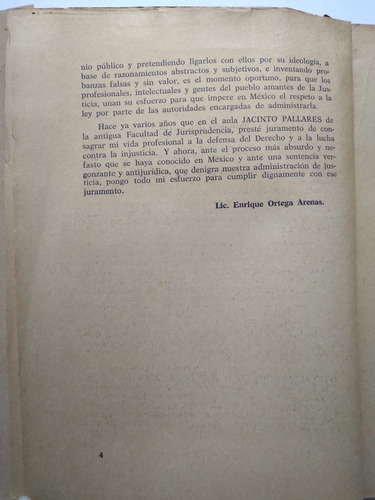 nio público y pretendiendo ligarlos con ellos por su ideología, a
base de razonamientos abstractos y subjetivos, e inventando pro-
banzas falsas y sin valor, es el momento oportuno, para que los
profesionales, intelectuales y gentes del pueblo amantes de la Jus-
ticia, unan su esfuerzo para que impere en México el respeto a la
ley por parte de las autoridades encargadas de administrarla.
Hace ya varios años que en el aula JACINTO PALLARES de
la antigua Facultad de Jurisprudencia, presté juramento de con-
sagrar mi vida profesional a la defensa del Derecho y a la lucha
contra la injusticia. Y ahora, ante el proceso más absurdo y ne-
fasto que se haya conocido en México y ante una sentencia ver-
gonzante y antijurídica, que denigra nuestra administración de jus-
ticia, pongo todo mi esfuerzo para cumplir dignamente con ese
juramento.
Lic. Enrique Ortega Arenas.
4